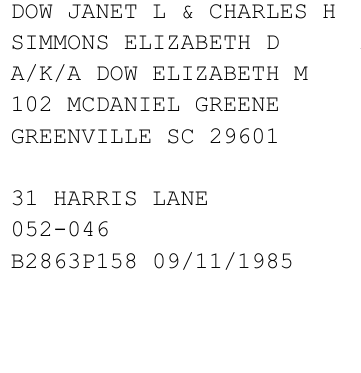 DOW JANET L & CHARLES H
SIMMONS ELIZABETH D
A/K/A DOW ELIZABETH M
102 MCDANIEL GREENE
GREENVILLE SC 29601
31 HARRIS LANE
052-046
B2863P158 09/11/1985